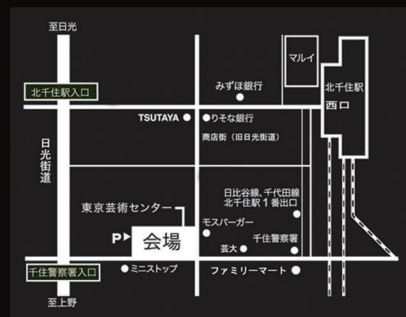 至日光
マルイ
北千住駅
西口
みずほ銀行
北千住駅入口
TSUTAYA
りそな銀行
商店街（旧日光街道）
日光街道
日比谷線、千代田線
北千住駅1番出口
東京芸術センター
モスバーガー
P
会場
千住警察署
芸大
ミニストップ
ファミリーマート
千住警察署入口
至上野